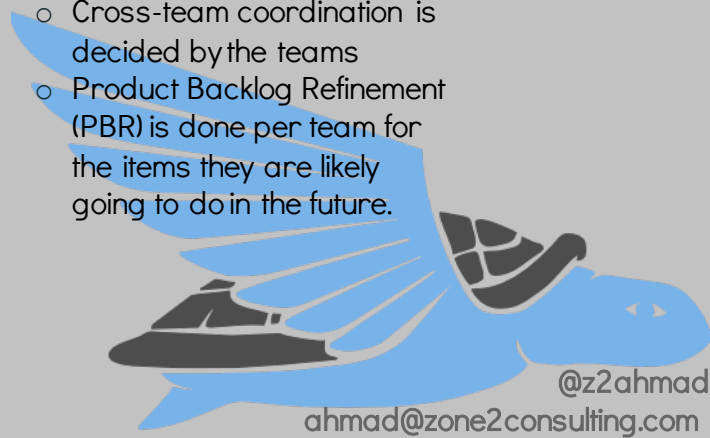 ○ Cross-team coordination is
decided by the teams
○ Product Backlog Refinement
(PBR) is done per team for
the items they are likely
going to do in the future.
@z2ahmad
ahmad@zone2consulting.com